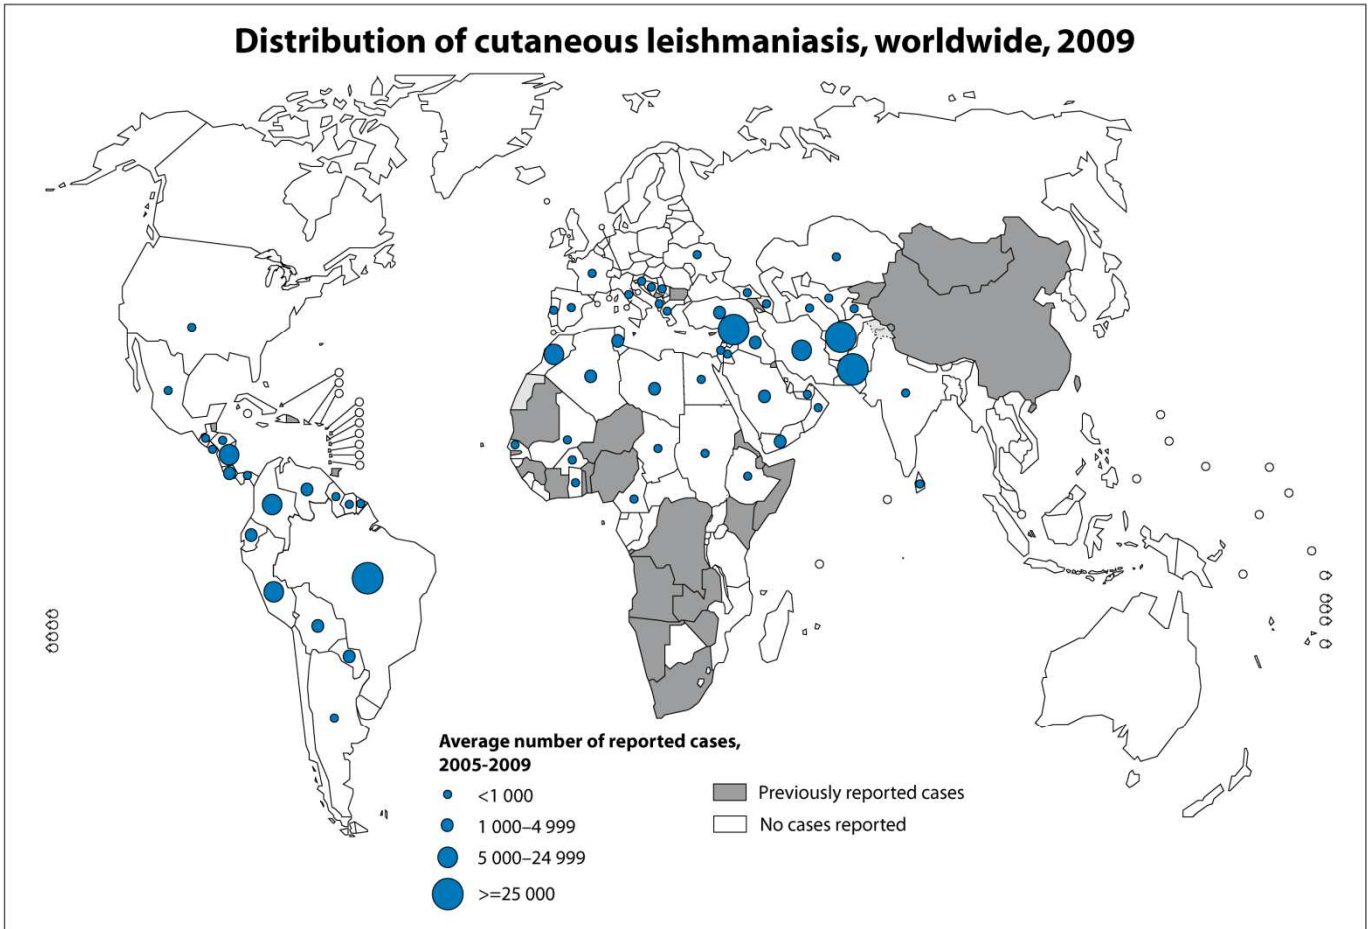 Distribution of cutaneous leishmaniasis, worldwide, 2009
Average number of reported cases,
2005-2009
<1 000
1 000–4 999
5 000–24 999
>=25 000
Previously reported cases
No cases reported